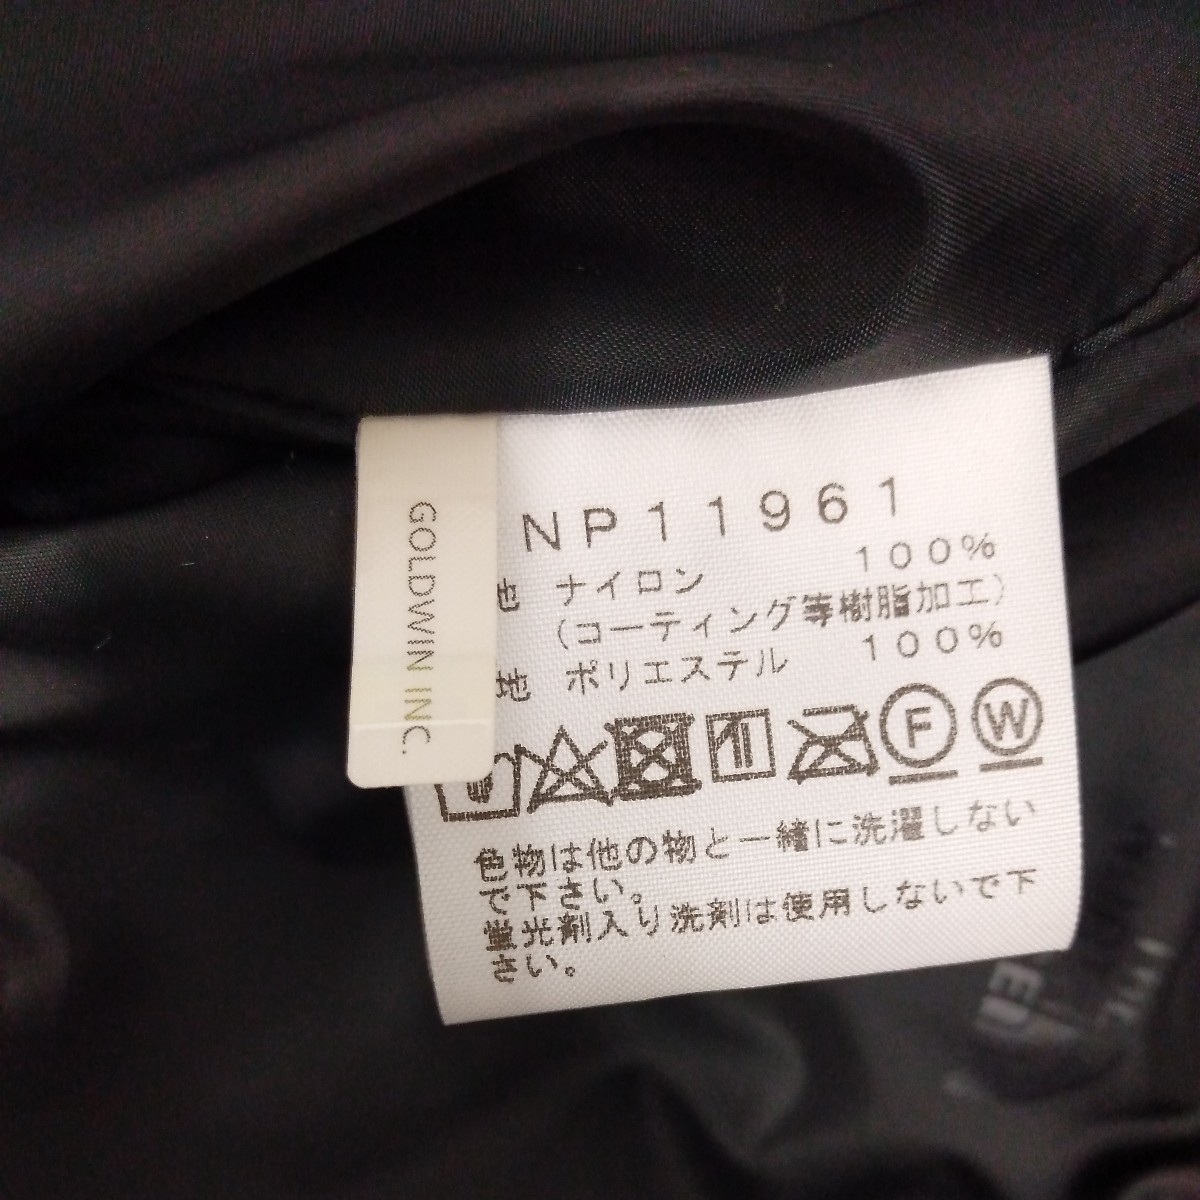 GOLDWIN INC.
NP11961
ナイロン 100%
(コーティング等樹脂加工)
地 ポリエステル 100%
F W
色物は他の物と一緒に洗濯しない
で下さい。
蛍光剤入り洗剤は使用しないで下
さい。